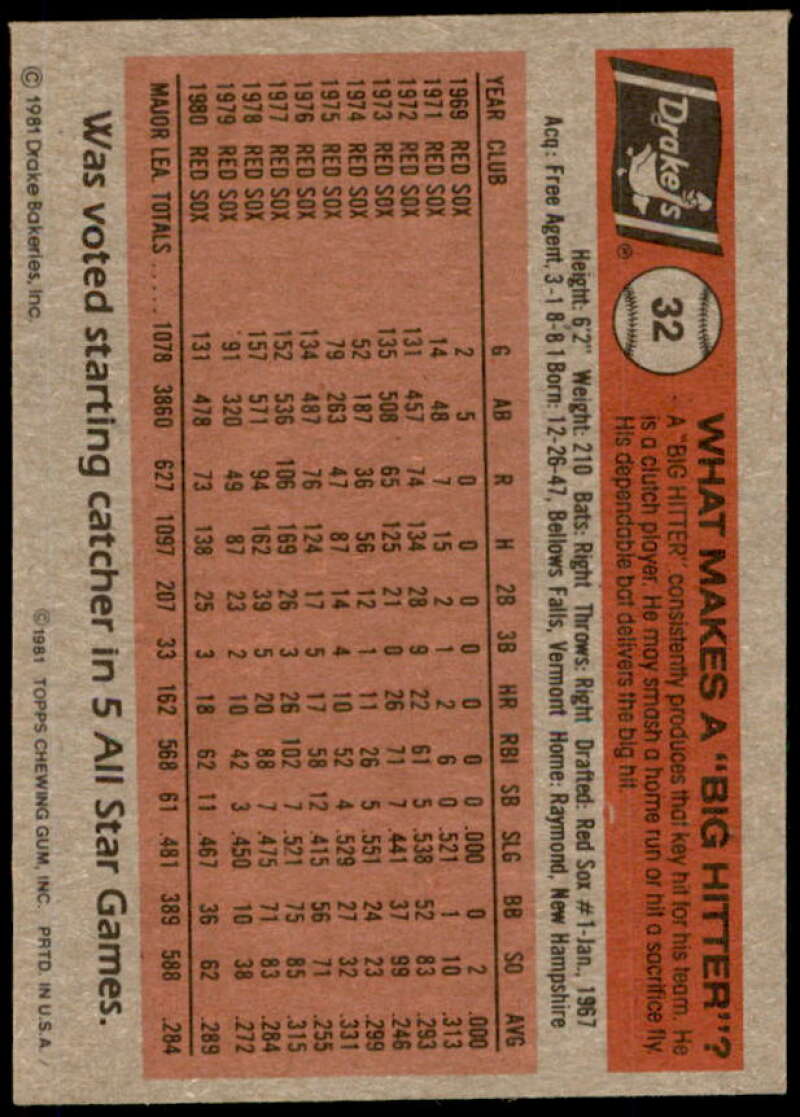 Drake's ®
32
WHAT MAKES A "BIG HITTER"?
A "BIG HITTER" consistently produces that key hit for his team. He
is a clutch player. He may smash a home run or hit a sacrifice fly.
His dependable bat delivers the big hit.
Height: 6'2" Weight: 210 Bats: Right Throws: Right Drafted: Red Sox #1-Jan., 1967
Acq: Free Agent, 3-18-81 Born: 12-26-47, Bellows Falls, Vermont Home: Raymond, New Hampshire
YEAR CLUB G AB R H 2B 3B HR RBI SB SLG BB SO AVG
1969 RED SOX 2 5 0 0 0 0 0 0 0 .000 0 2 .000
1971 RED SOX 14 48 7 15 2 1 2 6 0 .521 1 10 .313
1972 RED SOX 131 457 74 134 28 9 22 61 5 .538 52 83 .293
1973 RED SOX 135 508 65 125 21 0 26 71 7 .441 37 99 .246
1974 RED SOX 52 187 36 56 12 1 11 26 5 .551 24 23 .299
1975 RED SOX 79 263 47 87 14 4 10 52 4 .529 27 32 .331
1976 RED SOX 134 487 76 124 17 5 17 58 12 .415 56 71 .255
1977 RED SOX 152 536 106 169 26 3 26 102 7 .521 75 85 .315
1978 RED SOX 157 571 94 162 39 5 20 88 7 .475 71 83 .284
1979 RED SOX 91 320 49 87 23 2 10 42 3 .450 10 38 .272
1980 RED SOX 131 478 73 138 25 3 18 62 11 .467 36 62 .289
MAJOR LEA. TOTALS ..... 1078 3860 627 1097 207 33 162 568 61 .481 389 588 .284
Was voted starting catcher in 5 All Star Games.
© 1981 Drake Bakeries, Inc. ©1981 TOPPS CHEWING GUM, INC. PRTD. IN U.S.A.